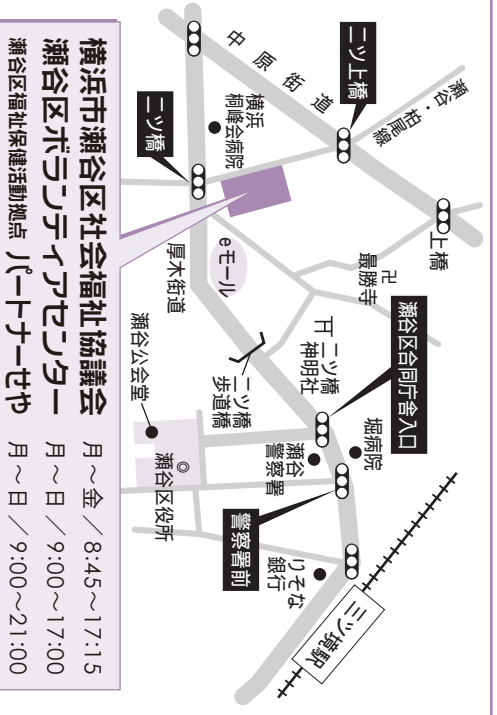 中原街道
二ツ上橋
瀬谷・柏尾線
上橋
横浜
桐峰会病院
二ツ橋
最勝寺
eモール
厚木街道
二ツ橋
神明社
瀬谷区合同庁舎入口
二ツ橋
歩道橋
堀病院
瀬谷公会堂
瀬谷
警察署
瀬谷区役所
警察署前
りそな
銀行
三ツ境駅
横浜市瀬谷区社会福祉協議会 月～金／8:45～17:15
瀬谷区ボランティアセンター 月～日／9:00～17:00
瀬谷区福祉保健活動拠点 パートナーせや 月～日／9:00～21:00